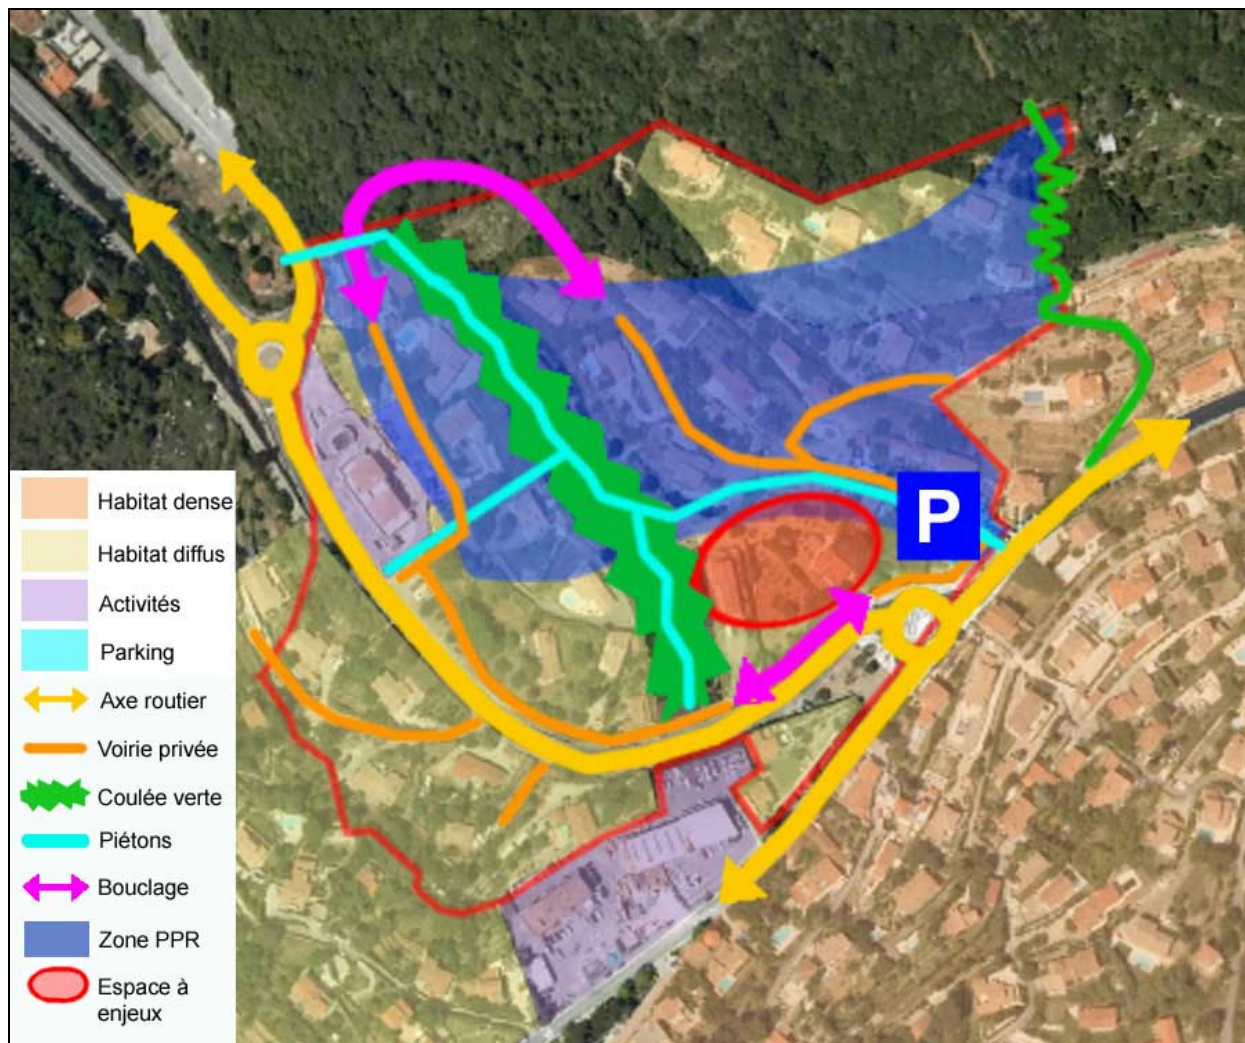 P
Habitat dense
Habitat diffus
Activités
Parking
Axe routier
Voirie privée
Coulée verte
Piétons
Bouclage
Zone PPR
Espace à
enjeux